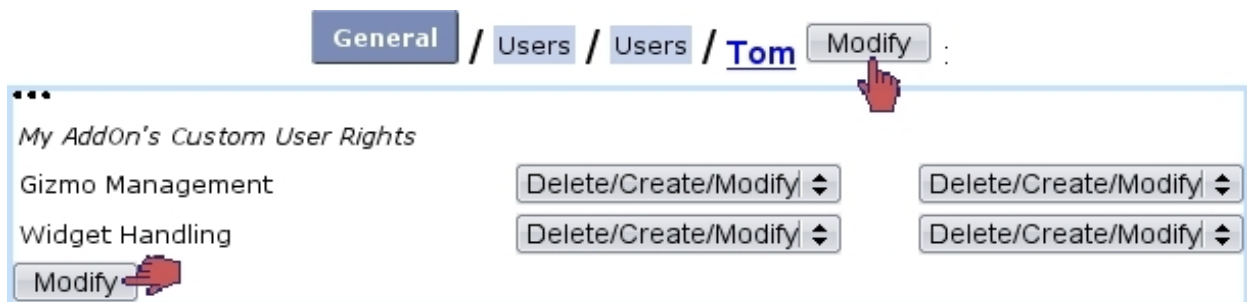 General / Users / Users / Tom Modify :
...
My AddOn's Custom User Rights
Gizmo Management Delete/Create/Modify Delete/Create/Modify
Widget Handling Delete/Create/Modify Delete/Create/Modify
Modify